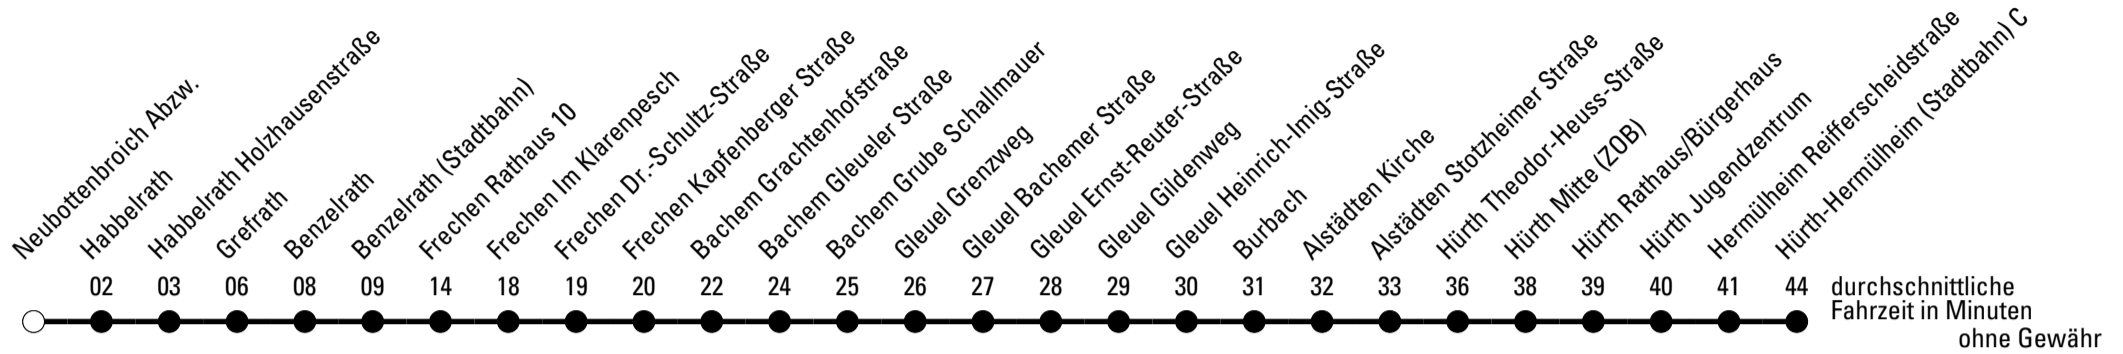 Neubottenbroich Abzw.
Habbelrath
Habbelrath Holzhausenstraße
Grefrath
Benzelrath
Benzelrath (Stadtbahn)
Frechen Rathaus 10
Frechen Im Klarenpesch
Frechen Dr.-Schultz-Straße
Frechen Kapfenberger Straße
Bachem Grachtenhofstraße
Bachem Gleueler Straße
Bachem Grube Schallmauer
Gleuel Grenzweg
Gleuel Bachemer Straße
Gleuel Ernst-Reuter-Straße
Gleuel Gildenweg
Gleuel Heinrich-Imig-Straße
Burbach
Alstädten Kirche
Alstädten Stotzheimer Straße
Hürth Theodor-Heuss-Straße
Hürth Mitte (ZOB)
Hürth Rathaus/Bürgerhaus
Hürth Jugendzentrum
Hermülheim Reifferscheidstraße
Hürth-Hermülheim (Stadtbahn) C
02 03 06 08 09 14 18 19 20 22 24 25 26 27 28 29 30 31 32 33 36 38 39 40 41 44 durchschnittliche
Fahrzeit in Minuten
ohne Gewähr